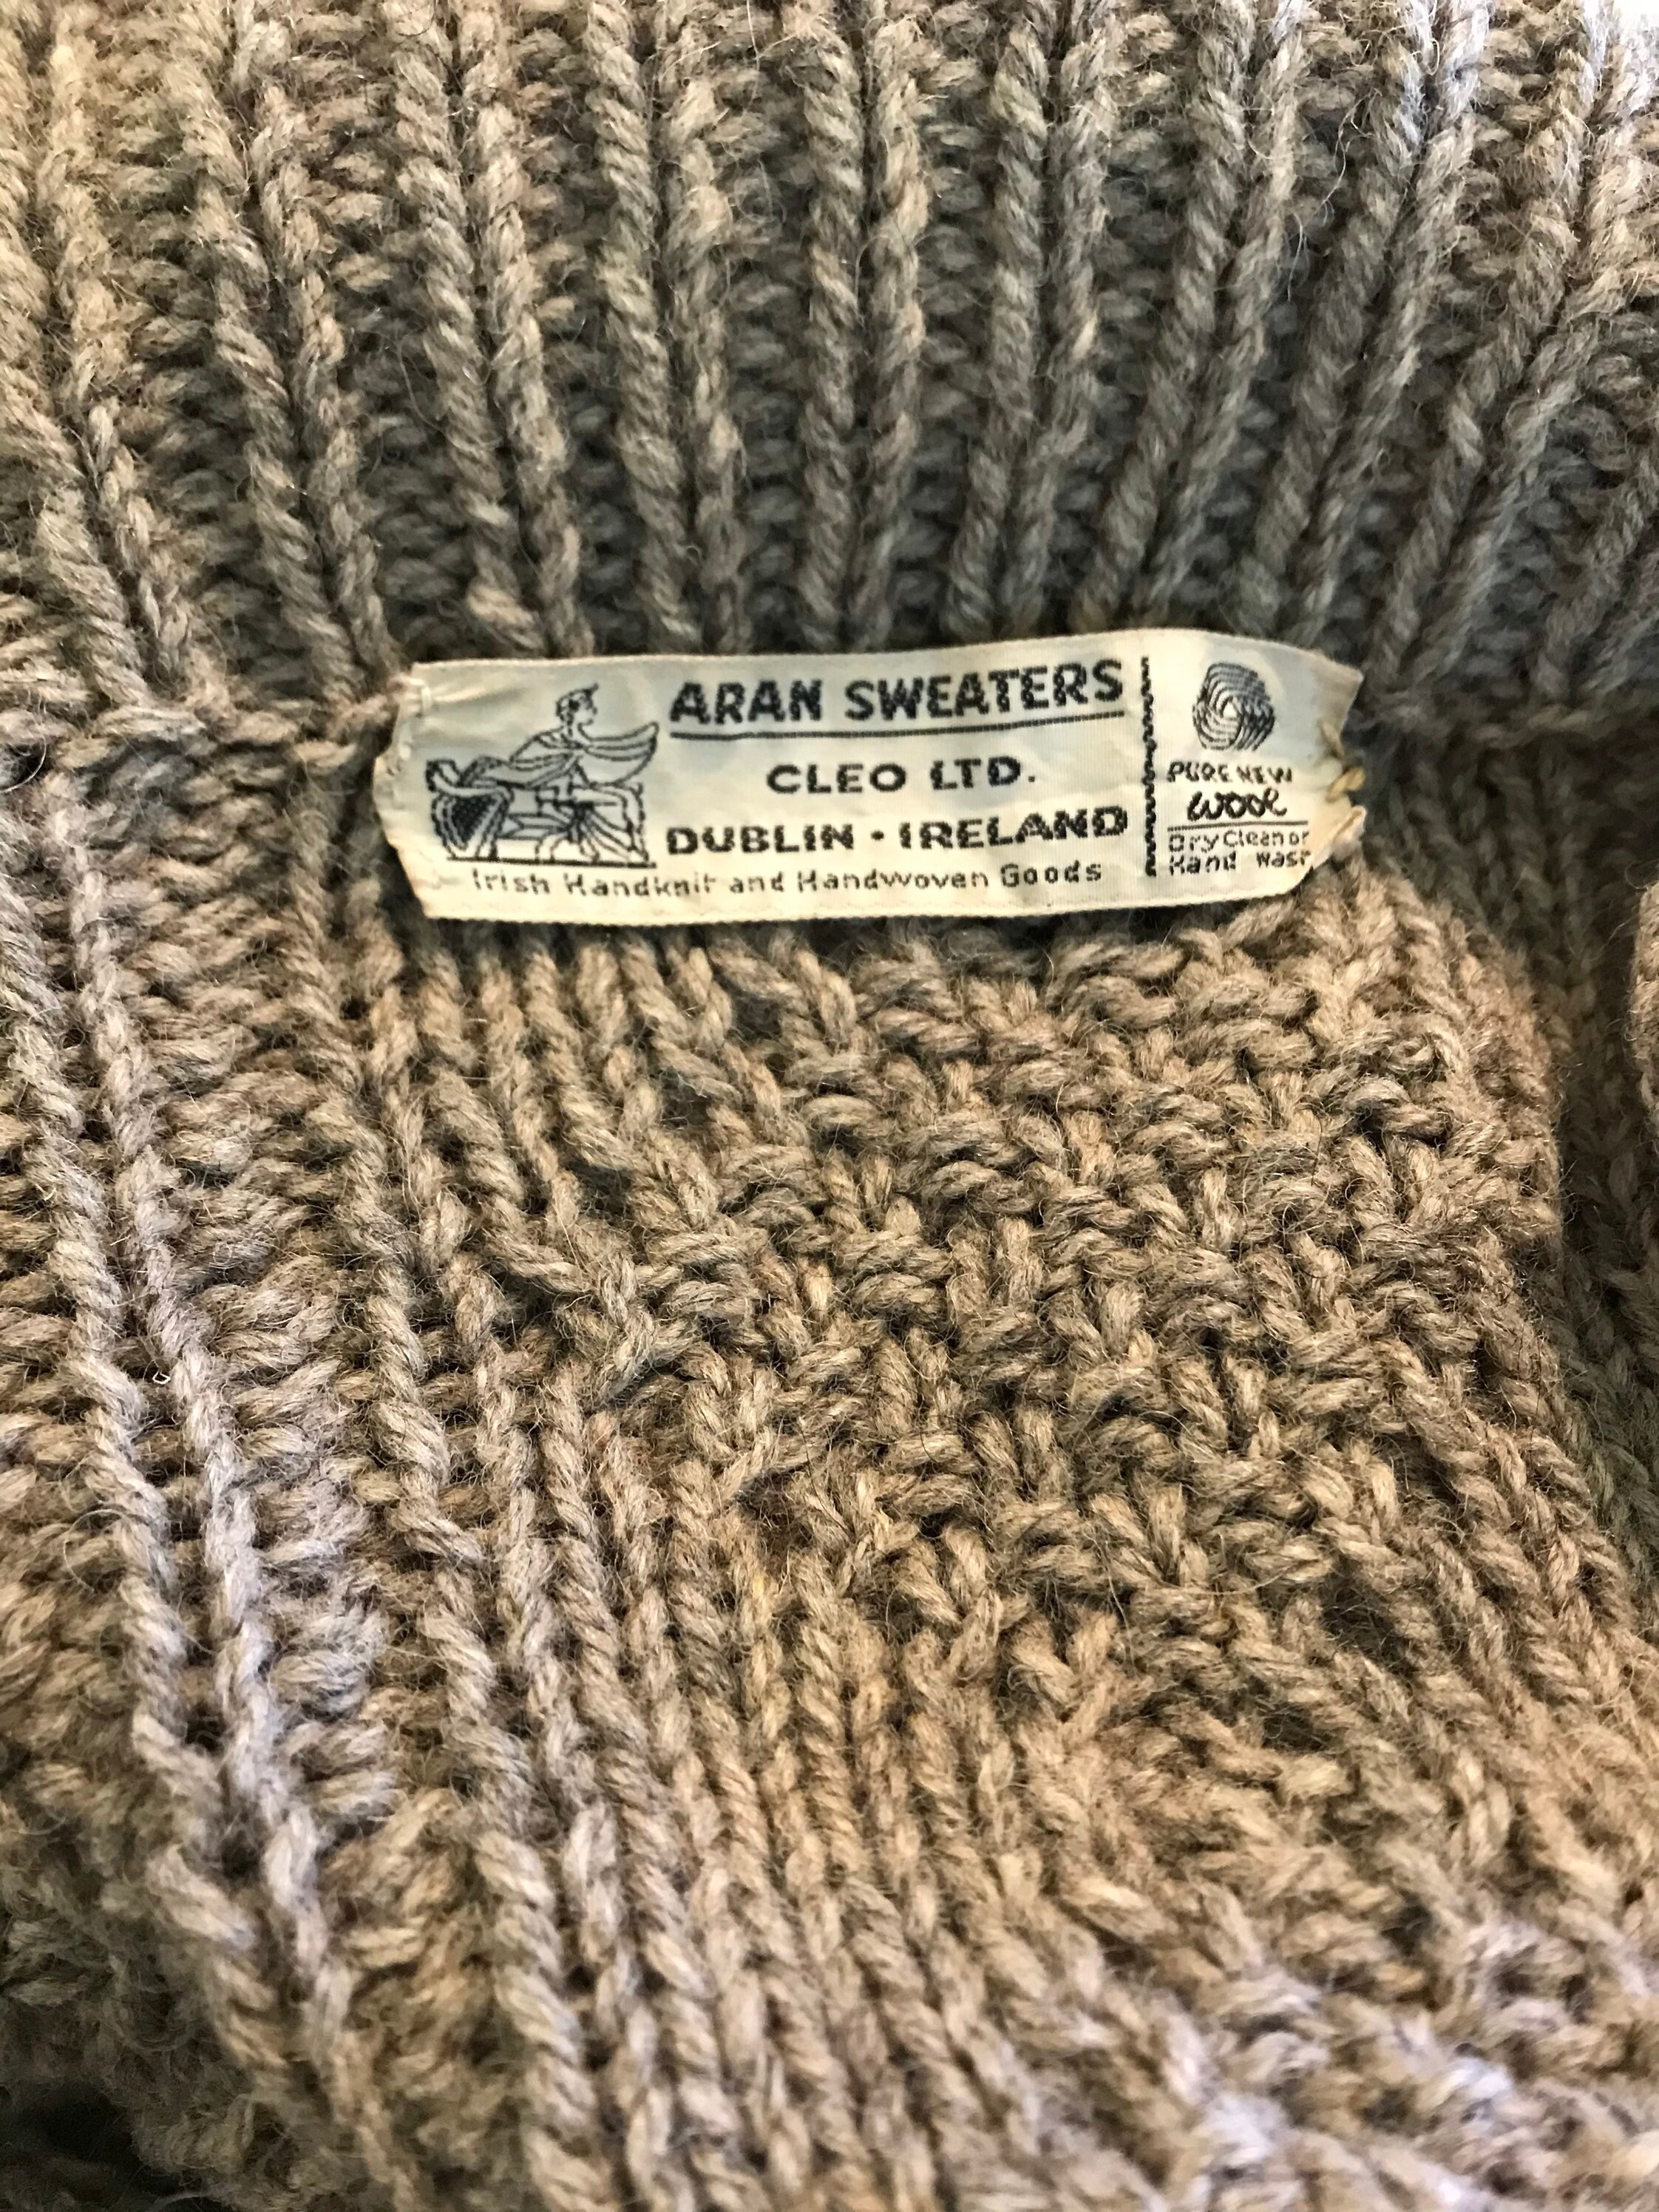 ARAN SWEATERS
CLEO LTD.
DUBLIN · IRELAND
Irish Handknit and Handwoven Goods
PURE NEW
WOOL
Dry Clean or
Hand Wash